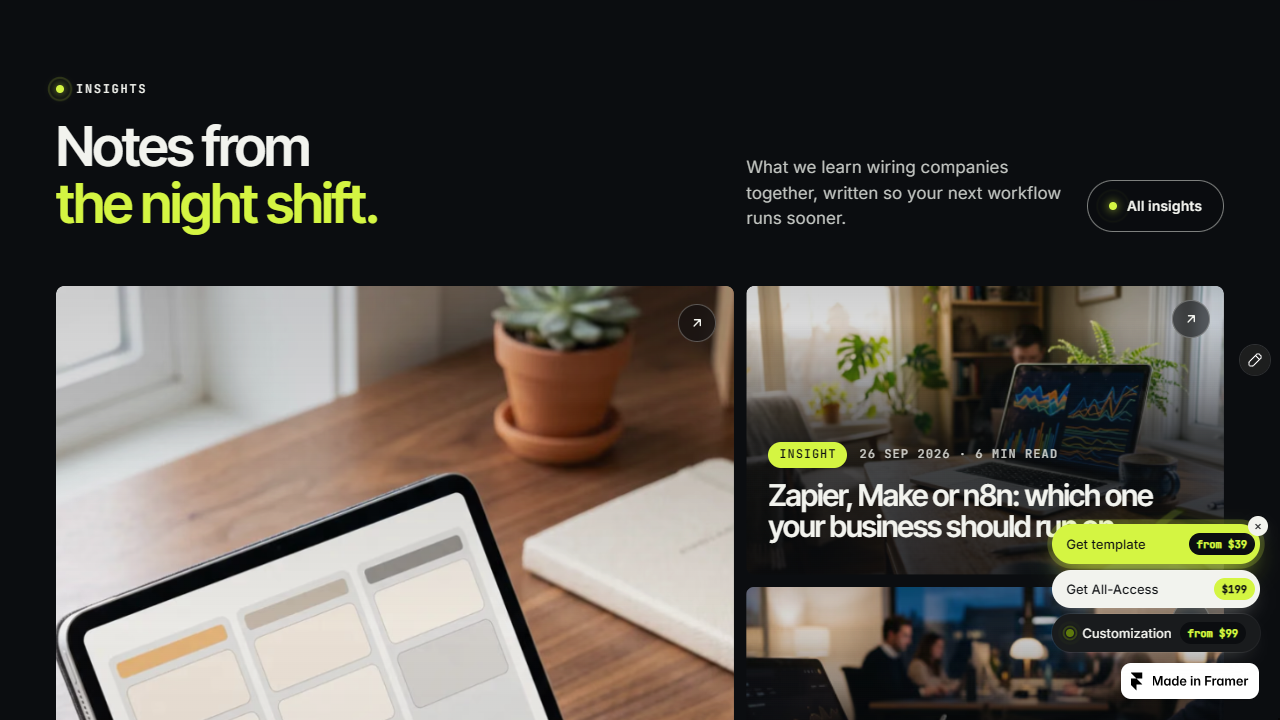 INSIGHTS
Notes from
the night shift.
What we learn wiring companies
together, written so your next workflow
runs sooner.
All insights
INSIGHT
26 SEP 2026 · 6 MIN READ
Zapier, Make or n8n: which one
your business should run on
Get template
from $39
Get All-Access
$199
Customization
from $99
Made in Framer